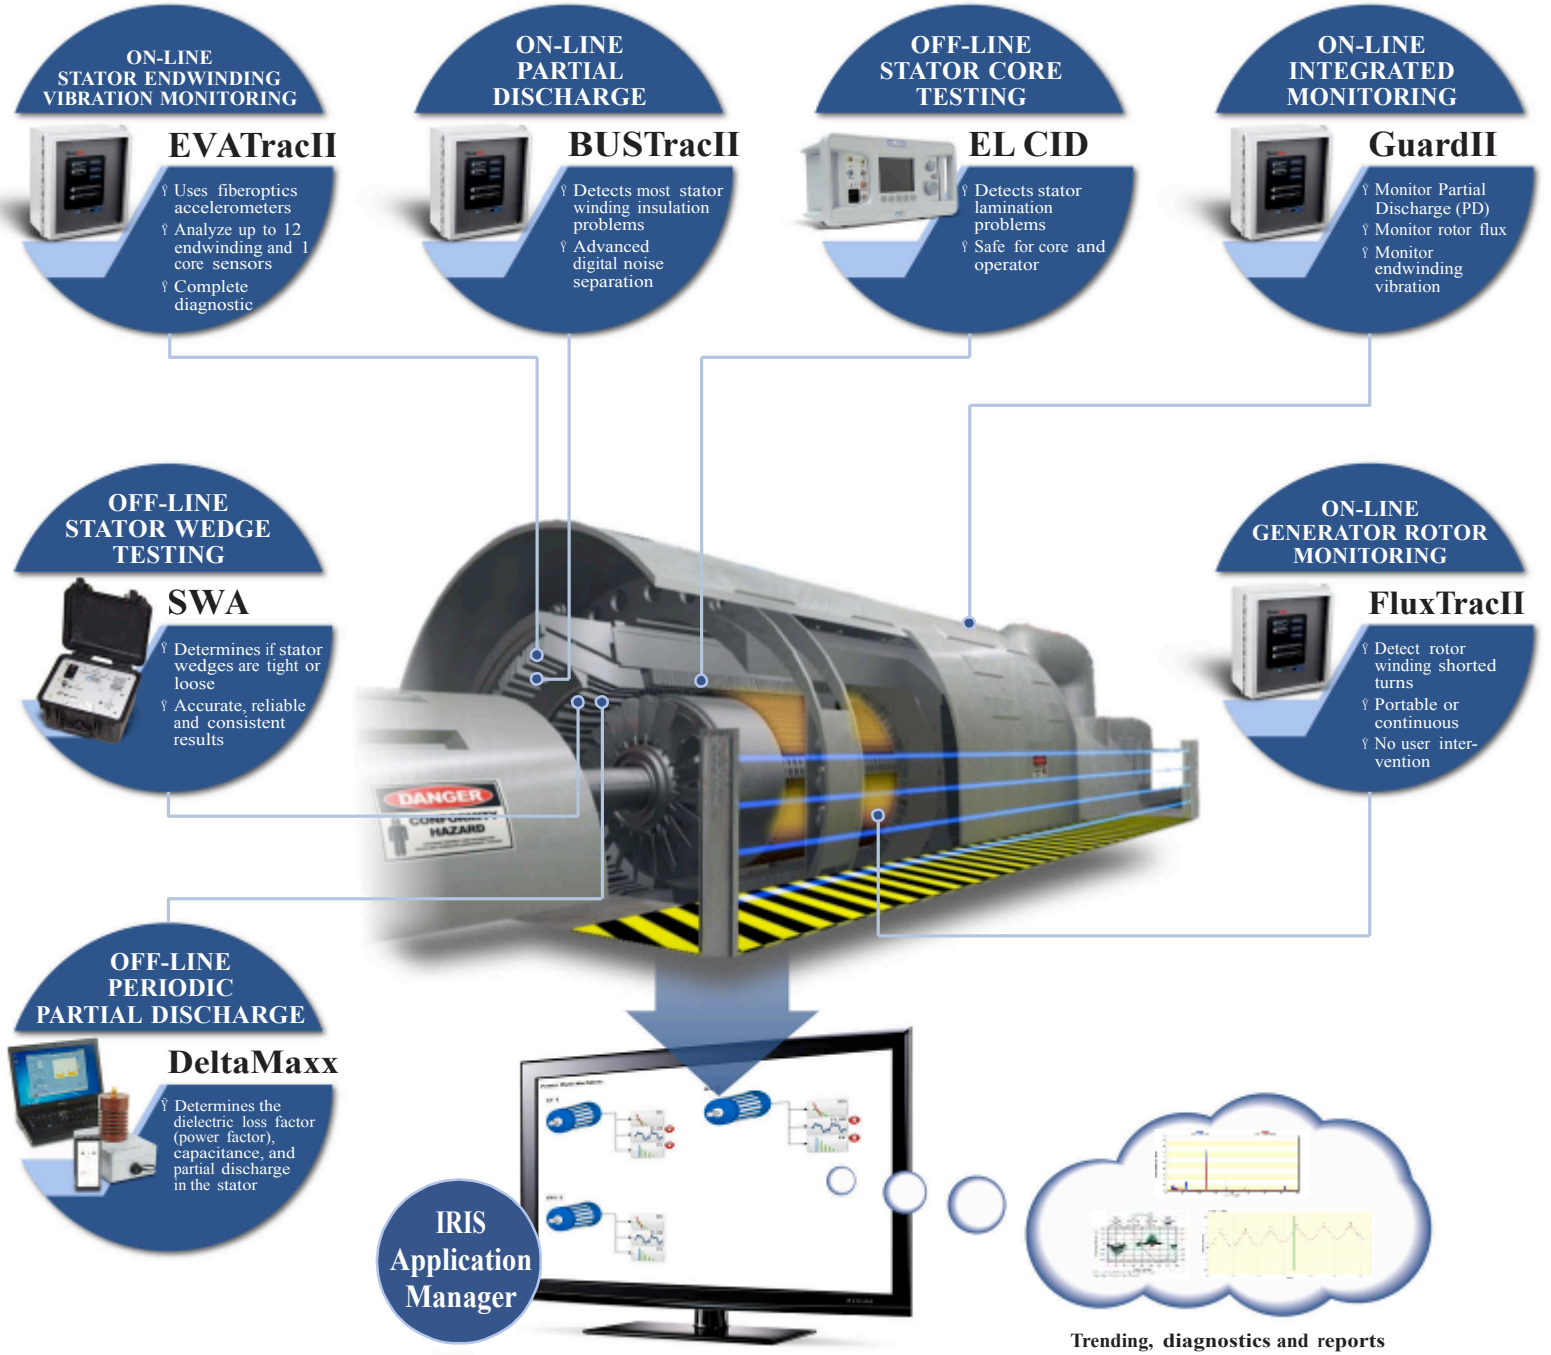 ON-LINE
STATOR ENDWINDING
VIBRATION MONITORING
EVATracII
Uses fiberoptics
accelerometers
Analyze up to 12
endwinding and 1
core sensors
Complete
diagnostic
ON-LINE
PARTIAL
DISCHARGE
BUSTracII
Detects most stator
winding insulation
problems
Advanced
digital noise
separation
OFF-LINE
STATOR CORE
TESTING
EL CID
Detects stator
lamination
problems
Safe for core and
operator
ON-LINE
INTEGRATED
MONITORING
GuardII
Monitor Partial
Discharge (PD)
Monitor rotor flux
Monitor
endwinding
vibration
OFF-LINE
STATOR WEDGE
TESTING
SWA
Determines if stator
wedges are tight or
loose
Accurate, reliable
and consistent
results
ON-LINE
GENERATOR ROTOR
MONITORING
FluxTracII
Detect rotor
winding shorted
turns
Portable or
continuous
No user inter-
vention
DANGER
CONFORMITY
HAZARD
OFF-LINE
PERIODIC
PARTIAL DISCHARGE
DeltaMaxx
Determines the
dielectric loss factor
(power factor),
capacitance, and
partial discharge
in the stator
IRIS
Application
Manager
Trending, diagnostics and reports